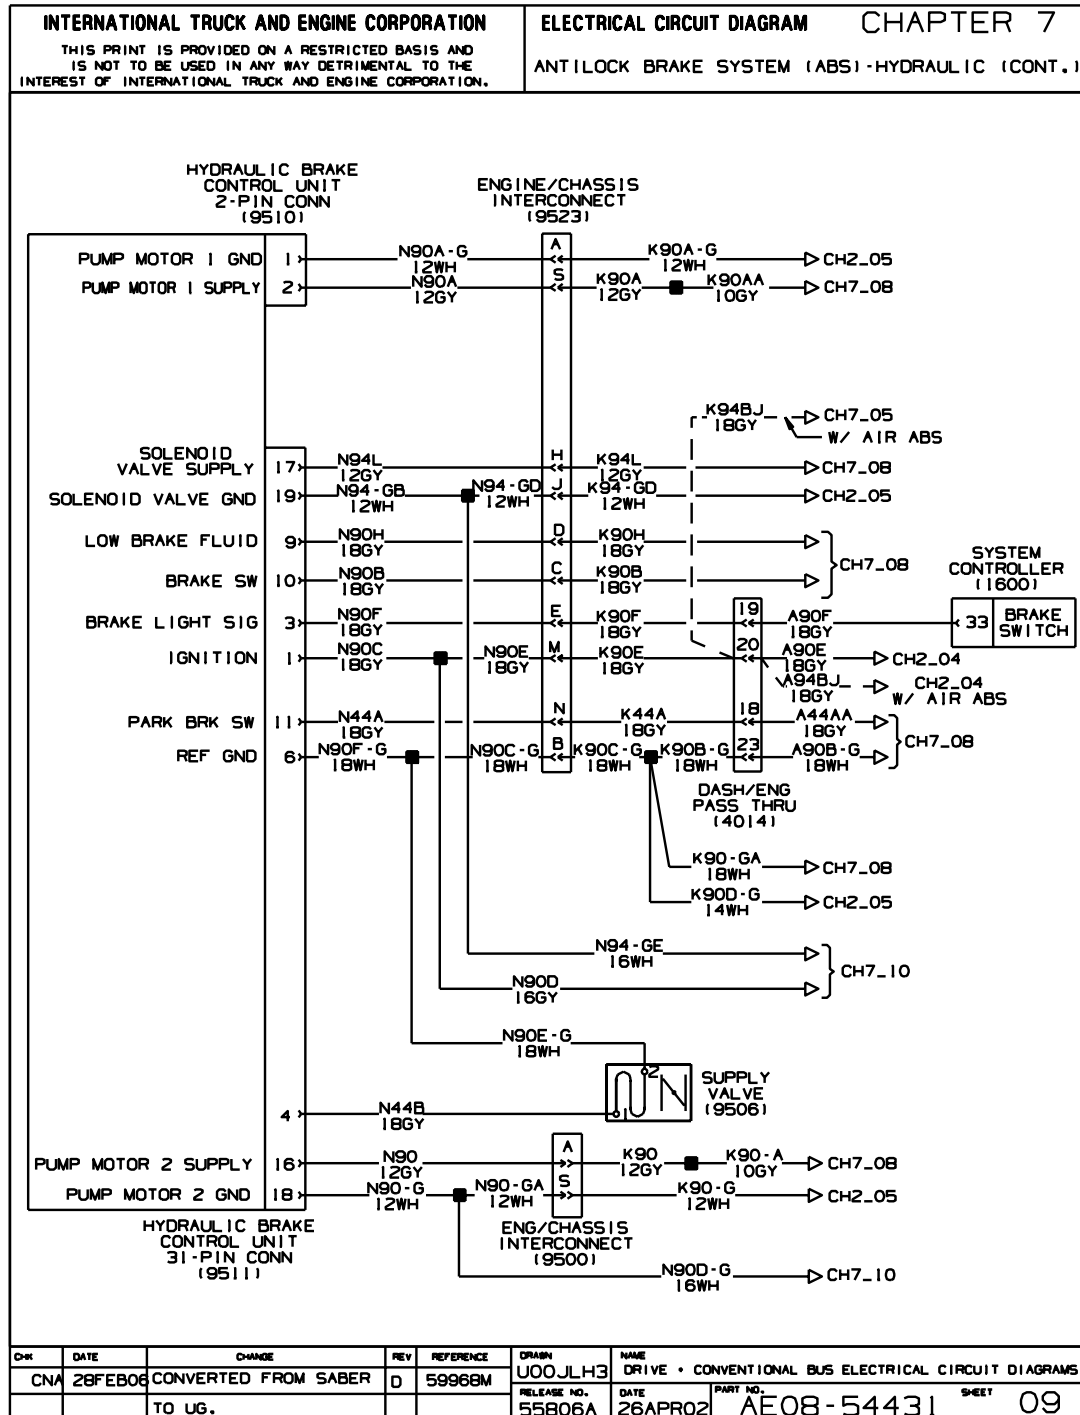 INTERNATIONAL TRUCK AND ENGINE CORPORATION
THIS PRINT IS PROVIDED ON A RESTRICTED BASIS AND
IS NOT TO BE USED IN ANY WAY DETRIMENTAL TO THE
INTEREST OF INTERNATIONAL TRUCK AND ENGINE CORPORATION.
ELECTRICAL CIRCUIT DIAGRAM CHAPTER 7
ANTILOCK BRAKE SYSTEM (ABS)-HYDRAULIC (CONT.)
HYDRAULIC BRAKE
CONTROL UNIT
2-PIN CONN
(9510)
ENGINE/CHASSIS
INTERCONNECT
(9523)
PUMP MOTOR 1 GND 1 N90A-G A K90A-G CH2_05
12WH 12WH
PUMP MOTOR 1 SUPPLY 2 N90A S K90A K90AA CH7_08
12GY 12GY 10GY
K94BJ CH7_05
18GY
W/ AIR ABS
SOLENOID
VALVE SUPPLY 17 N94L H K94L CH7_08
12GY 12GY
SOLENOID VALVE GND 19 N94-GB N94-GD J K94-GD CH2_05
12WH 12WH 12WH
LOW BRAKE FLUID 9 N90H D K90H
18GY 18GY
CH7_08
BRAKE SW 10 N90B C K90B
18GY 18GY
SYSTEM
CONTROLLER
(1600)
BRAKE LIGHT SIG 3 N90F E K90F 19 A90F 33 BRAKE
SWITCH
18GY 18GY 18GY
IGNITION 1 N90C N90E M K90E 20 A90E CH2_04
18GY 18GY 18GY 18GY
A94BJ CH2_04
18GY W/ AIR ABS
PARK BRK SW 11 N44A N K44A 18 A44AA
18GY 18GY 18GY
CH7_08
REF GND 6 N90F-G N90C-G B K90C-G K90B-G 23 A90B-G
18WH 18WH 18WH 18WH 18WH
DASH/ENG
PASS THRU
(4014)
K90-GA CH7_08
18WH
K90D-G CH2_05
14WH
N94-GE
16WH
CH7_10
N90D
16GY
N90E-G
18WH
2
1
SUPPLY
VALVE
(9506)
4 N44B
18GY
PUMP MOTOR 2 SUPPLY 16 N90 A K90 K90-A CH7_08
12GY 12GY 10GY
PUMP MOTOR 2 GND 18 N90-G N90-GA S K90-G CH2_05
12WH 12WH 12WH
HYDRAULIC BRAKE
CONTROL UNIT
31-PIN CONN
(9511)
ENG/CHASSIS
INTERCONNECT
(9500)
N90D-G CH7_10
16WH
CHK DATE CHANGE REV REFERENCE DRAWN NAME
CNA 28FEB06 CONVERTED FROM SABER D 59968M U00JLH3 DRIVE • CONVENTIONAL BUS ELECTRICAL CIRCUIT DIAGRAMS
TO UG.
RELEASE NO. DATE PART NO. SHEET
55B06A 26APR02 AE08-54431 09